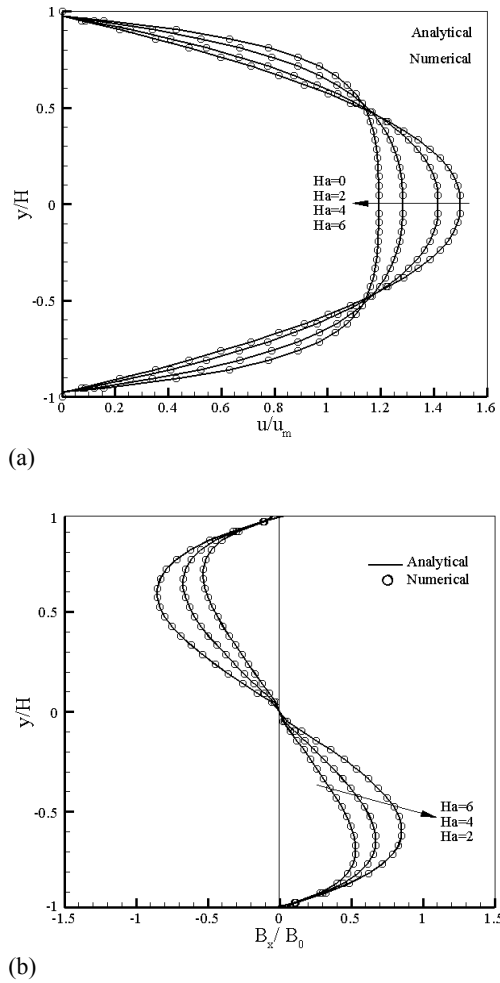 1
0.5
0
-0.5
-1
y/H
Analytical
Numerical
Ha=0
Ha=2
Ha=4
Ha=6
0 0.2 0.4 0.6 0.8 1 1.2 1.4 1.6
u/um
(a)
1
0.5
0
-0.5
-1
y/H
Analytical
Numerical
Ha=6
Ha=4
Ha=2
-1.5 -1 -0.5 0 0.5 1 1.5
Bx/ B0
(b)